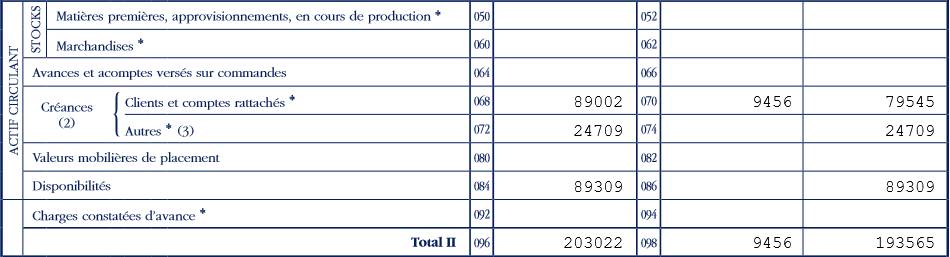 ACTIF CIRCULANT
STOCKS
Matières premières, approvisionnements, en cours de production * 050 052
Marchandises * 060 062
Avances et acomptes versés sur commandes 064 066
Créances (2)
Clients et comptes rattachés * 068 89002 070 9456 79545
Autres * (3) 072 24709 074 24709
Valeurs mobilières de placement 080 082
Disponibilités 084 89309 086 89309
Charges constatées d'avance * 092 094
Total II 096 203022 098 9456 193565